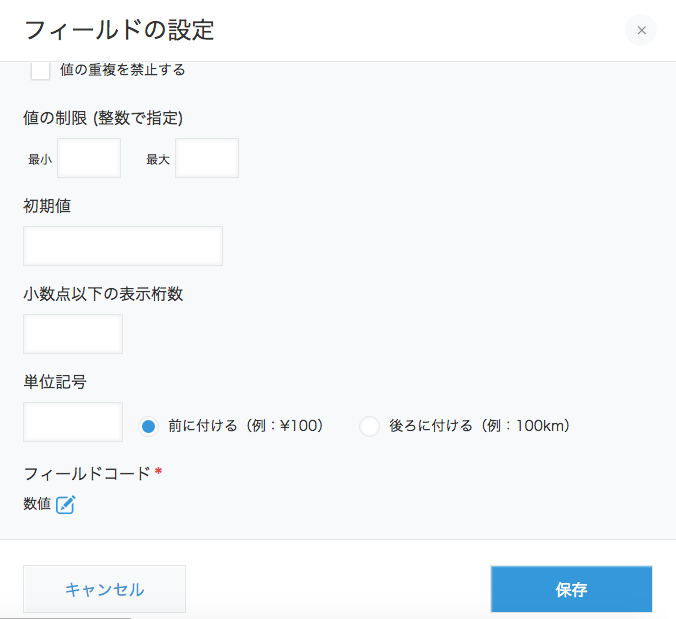 フィールドの設定
値の重複を禁止する
値の制限 (整数で指定)
最小 最大
初期値
小数点以下の表示桁数
単位記号
前に付ける（例：¥100） 後ろに付ける（例：100km）
フィールドコード*
数値
キャンセル 保存